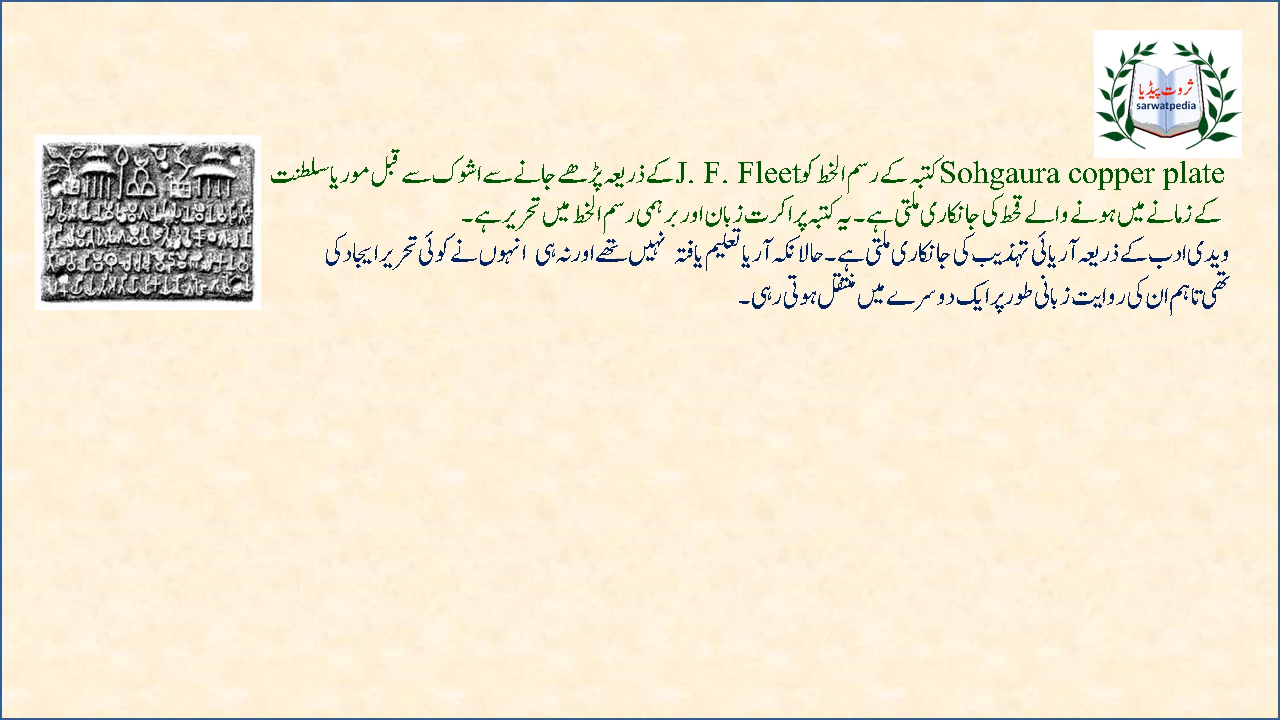 ثروت پیڈیا
sarwatpedia
Sohgaura copper plate کتبہ کے رسم الخط کو J. F. Fleet کے ذریعہ پڑھے جانے سے اشوک سے قبل موریا سلطنت
کے زمانے میں ہونے والے قحط کی جانکاری ملتی ہے۔ یہ کتبہ پراکرت زبان اور برہمی رسم الخط میں تحریر ہے۔
ویدی ادب کے ذریعہ آریائی تہذیب کی جانکاری ملتی ہے۔ حالانکہ آریا تعلیم یافتہ نہیں تھے اور نہ ہی انہوں نے کوئی تحریر ایجاد کی
تھی تاہم ان کی روایت زبانی طور پر ایک دوسرے میں منتقل ہوتی رہی۔